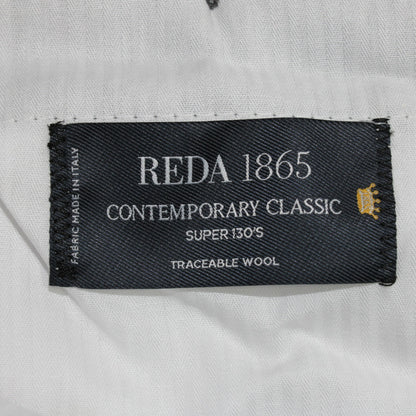 REDA 1865
CONTEMPORARY CLASSIC
SUPER 130'S
TRACEABLE WOOL
FABRIC MADE IN ITALY